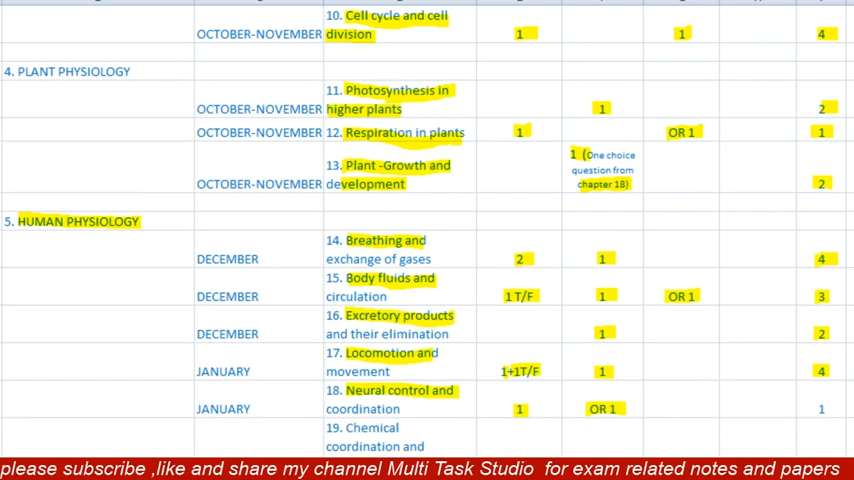 10. Cell cycle and cell
OCTOBER-NOVEMBER division 1 1 4
4. PLANT PHYSIOLOGY
11. Photosynthesis in
OCTOBER-NOVEMBER higher plants 1 2
OCTOBER-NOVEMBER 12. Respiration in plants 1 OR 1 1
1 (One choice
13. Plant -Growth and question from
OCTOBER-NOVEMBER development chapter 18) 2
5. HUMAN PHYSIOLOGY
14. Breathing and
DECEMBER exchange of gases 2 1 4
15. Body fluids and
DECEMBER circulation 1 T/F 1 OR 1 3
16. Excretory products
DECEMBER and their elimination 1 2
17. Locomotion and
JANUARY movement 1+1T/F 1 4
18. Neural control and
JANUARY coordination 1 OR 1 1
19. Chemical
coordination and
please subscribe ,like and share my channel Multi Task Studio for exam related notes and papers